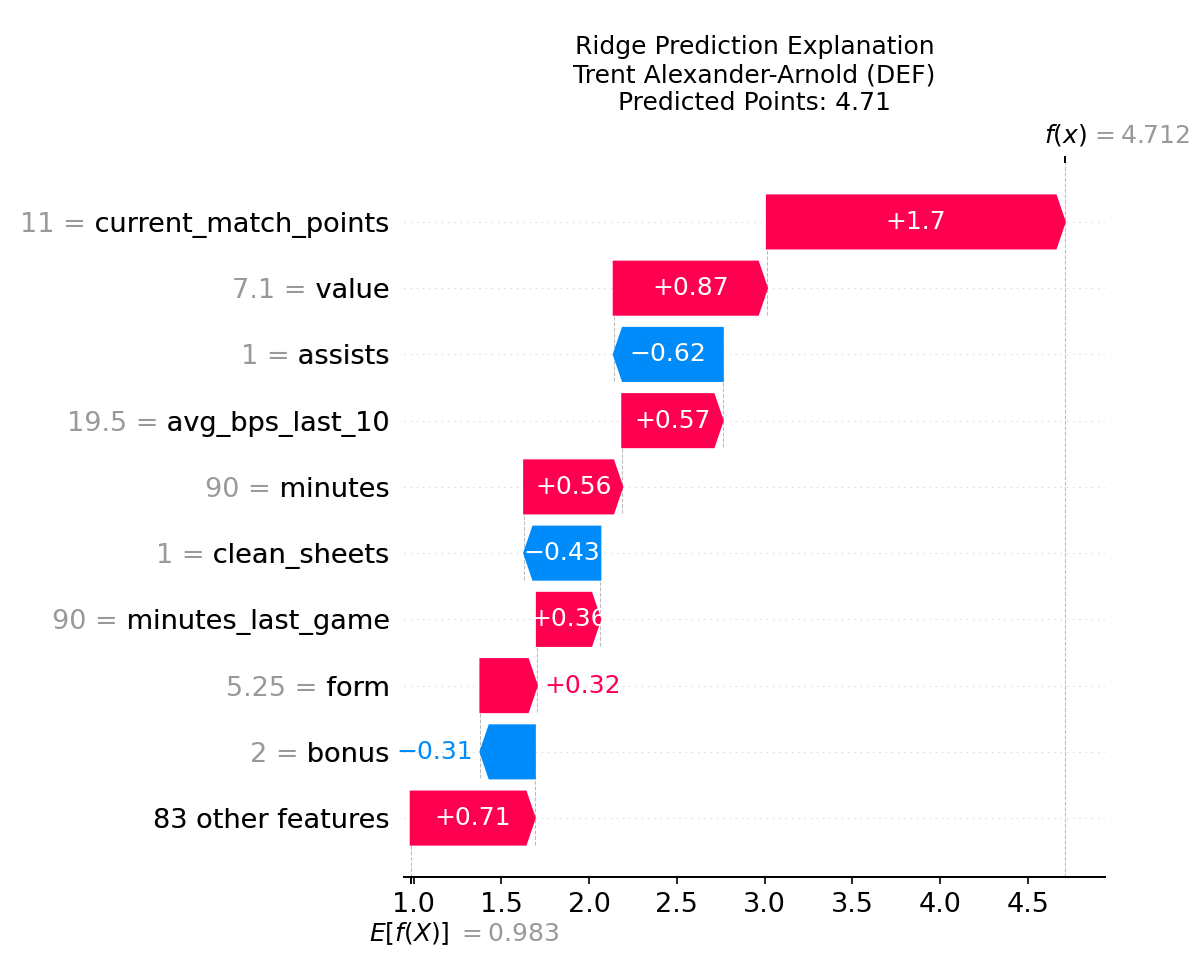 Ridge Prediction Explanation
Trent Alexander-Arnold (DEF)
Predicted Points: 4.71
f(x) = 4.712
11 = current_match_points
+1.7
7.1 = value
+0.87
1 = assists
−0.62
19.5 = avg_bps_last_10
+0.57
90 = minutes
+0.56
1 = clean_sheets
−0.43
90 = minutes_last_game
+0.36
5.25 = form
+0.32
2 = bonus
−0.31
83 other features
+0.71
1.0 1.5 2.0 2.5 3.0 3.5 4.0 4.5
E[f(X)] = 0.983